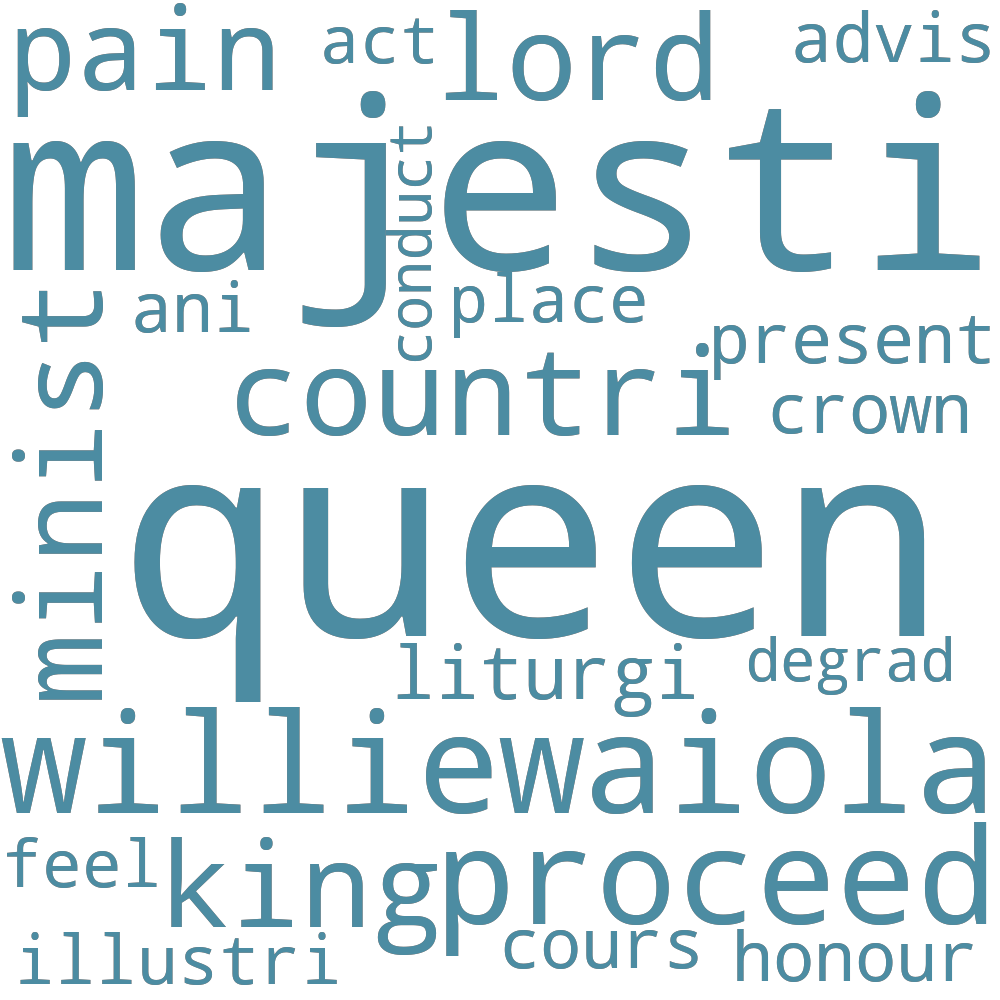 pain
act
lord
advis
majesti
conduct
ani
place
present
minist
countri
crown
queen
liturgi
degrad
williewaiola
feel
king
proceed
illustri
cours
honour